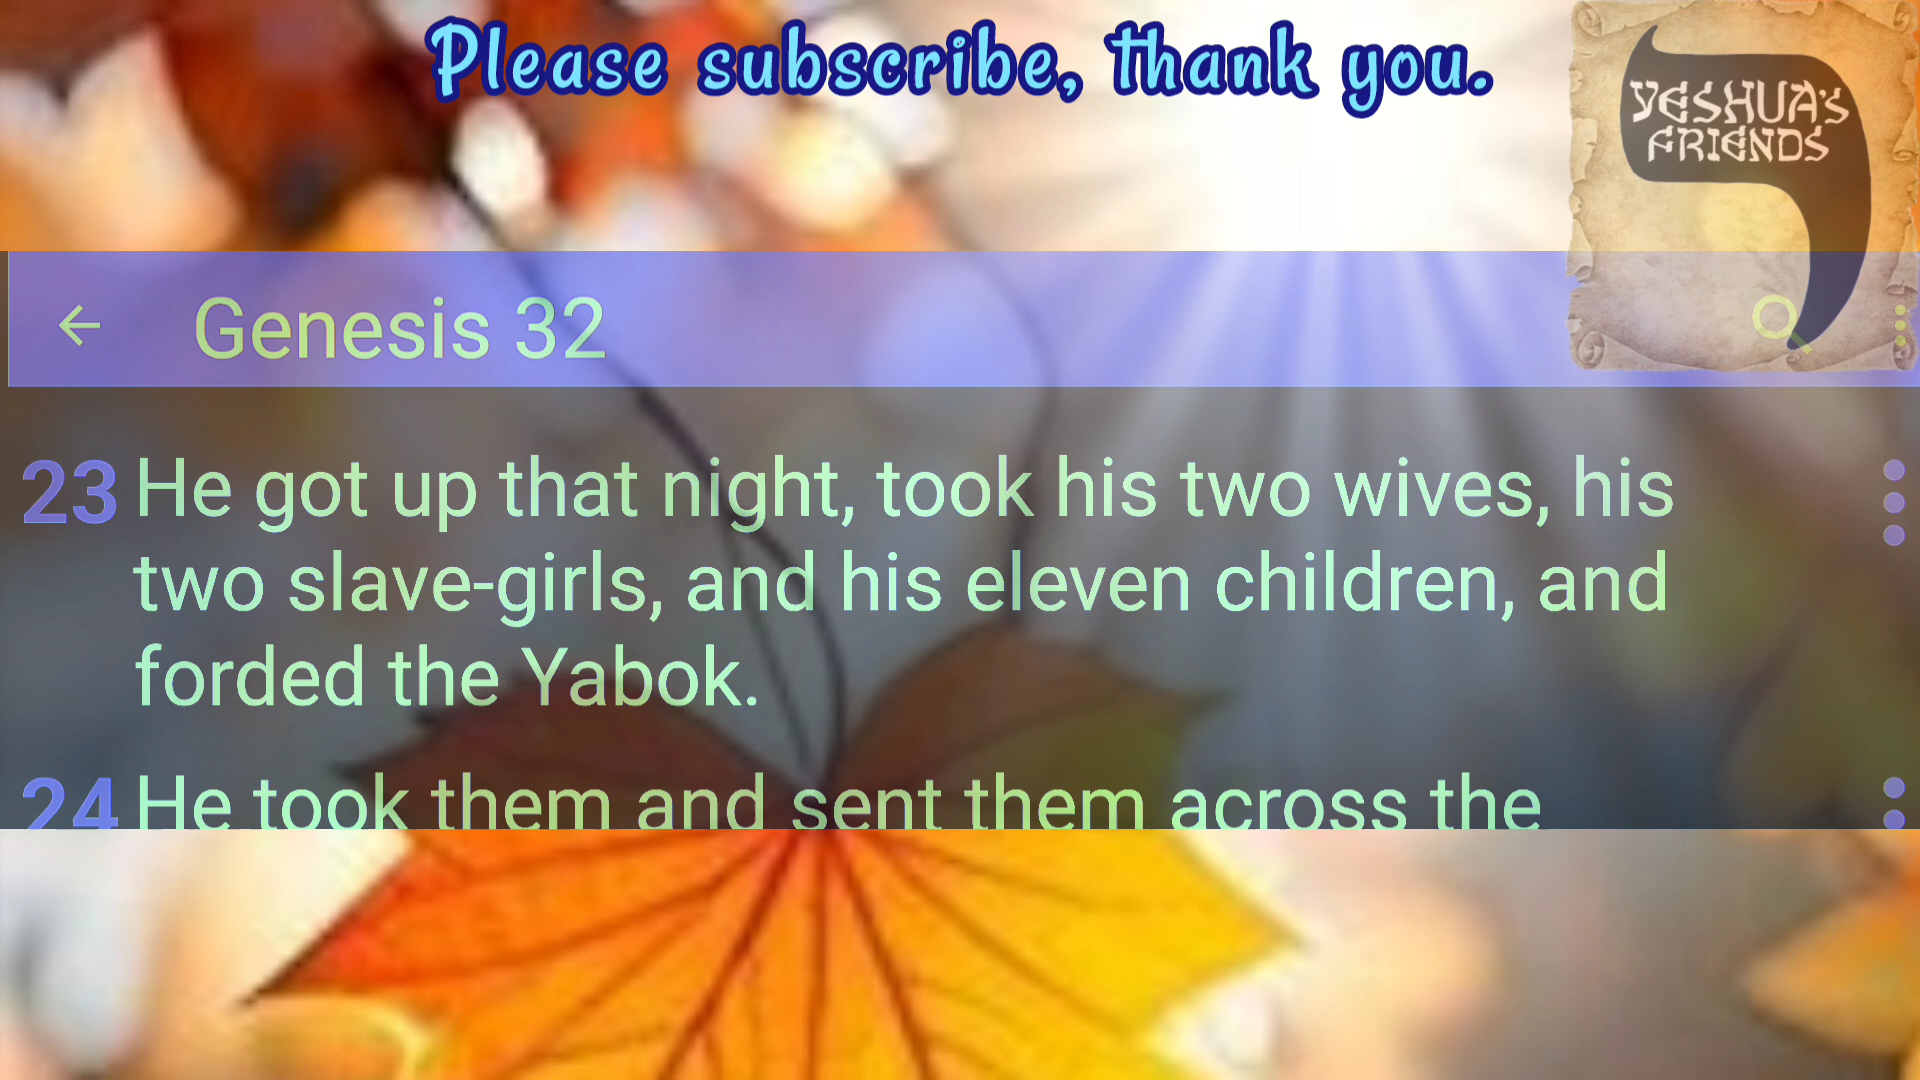 Please subscribe, thank you.
YESHUA's
FRIENDS
Genesis 32
23 He got up that night, took his two wives, his
two slave-girls, and his eleven children, and
forded the Yabok.
24 He took them and sent them across the